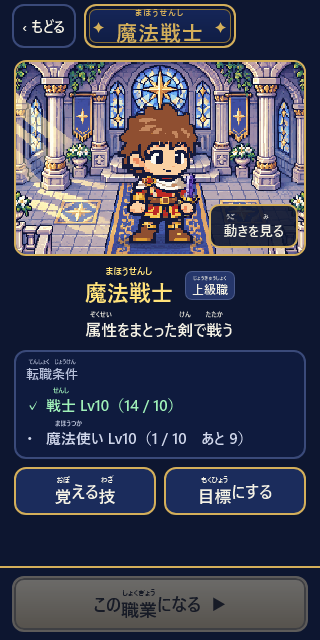 ‹ もどる
まほうせんし
魔法戦士
うご み
動きを見る
まほうせんし
魔法戦士
じょうきゅうしょく
上級職
ぞくせい けん たたか
属性をまとった剣で戦う
てんしょく じょうけん
転職条件
せんし
✓ 戦士 Lv10（14 / 10）
まほうつか
・ 魔法使い Lv10（1 / 10 あと 9）
おぼ わざ
覚える技
もくひょう
目標にする
しょくぎょう
この職業になる ▶